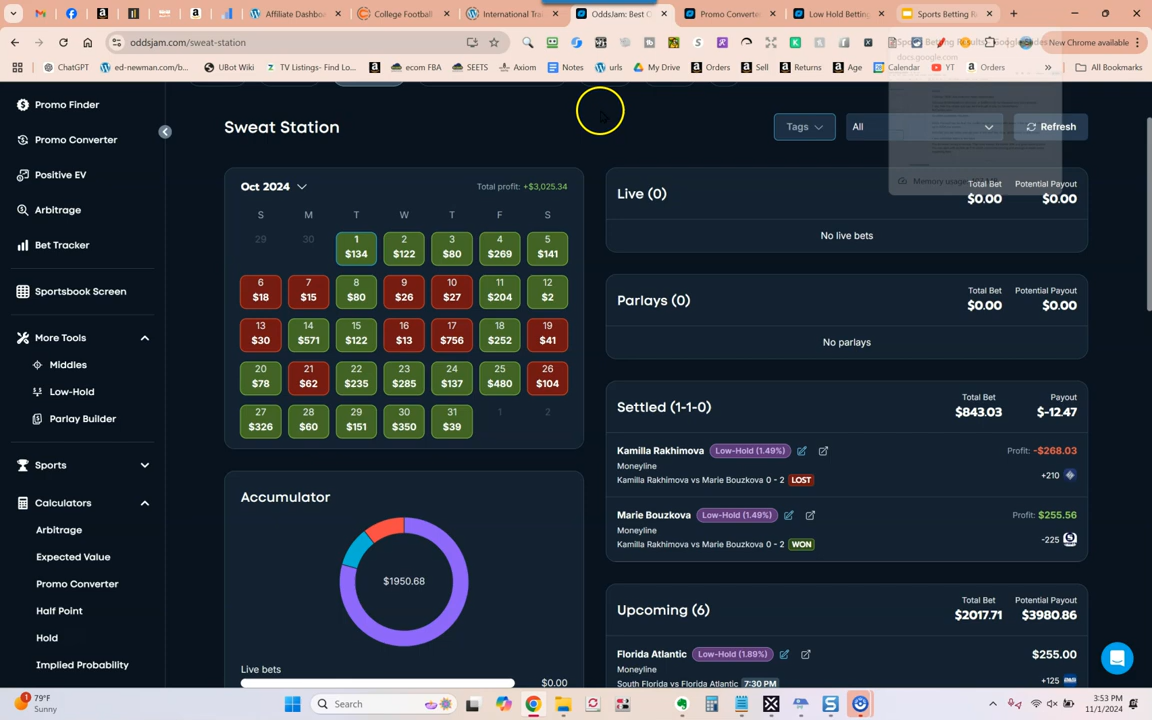 Affiliate Dashbo
College Football
International Tra
OddsJam: Best O
Promo Converte
Low Hold Betting
Sports Betting R
oddsjam.com/sweat-station
New Chrome available
ChatGPT
ed-newman.com/b...
UBot Wiki
TV Listings- Find Lo...
ecom FBA
SEETS
Axiom
Notes
urls
My Drive
Orders
Sell
Returns
Age
Calendar
YT
Orders
All Bookmarks
docs.google.com
Memory usage:
Promo Finder
Promo Converter
Positive EV
Arbitrage
Bet Tracker
Sportsbook Screen
More Tools
Middles
Low-Hold
Parlay Builder
Sports
Calculators
Arbitrage
Expected Value
Promo Converter
Half Point
Hold
Implied Probability
Sweat Station
Tags
All
Refresh
Oct 2024
Total profit: +$3,025.34
S M T W T F S
29 30 1 2 3 4 5
$134 $122 $80 $269 $141
6 7 8 9 10 11 12
$18 $15 $80 $26 $27 $204 $2
13 14 15 16 17 18 19
$30 $571 $122 $13 $756 $252 $41
20 21 22 23 24 25 26
$78 $62 $235 $285 $137 $480 $104
27 28 29 30 31 1 2
$326 $60 $151 $350 $39
Accumulator
$1950.68
Live bets
$0.00
Total Bet Potential Payout
Live (0) $0.00 $0.00
No live bets
Total Bet Potential Payout
Parlays (0) $0.00 $0.00
No parlays
Total Bet Payout
Settled (1-1-0) $843.03 $-12.47
Kamilla Rakhimova Low-Hold (1.49%) Profit: -$268.03
Moneyline +210
Kamilla Rakhimova vs Marie Bouzkova 0 - 2 LOST
Marie Bouzkova Low-Hold (1.49%) Profit: $255.56
Moneyline -225
Kamilla Rakhimova vs Marie Bouzkova 0 - 2 WON
Total Bet Potential Payout
Upcoming (6) $2017.71 $3980.86
Florida Atlantic Low-Hold (1.89%) $255.00
Moneyline +125
South Florida vs Florida Atlantic 7:30 PM
79°F
Sunny
Search
3:53 PM
11/1/2024